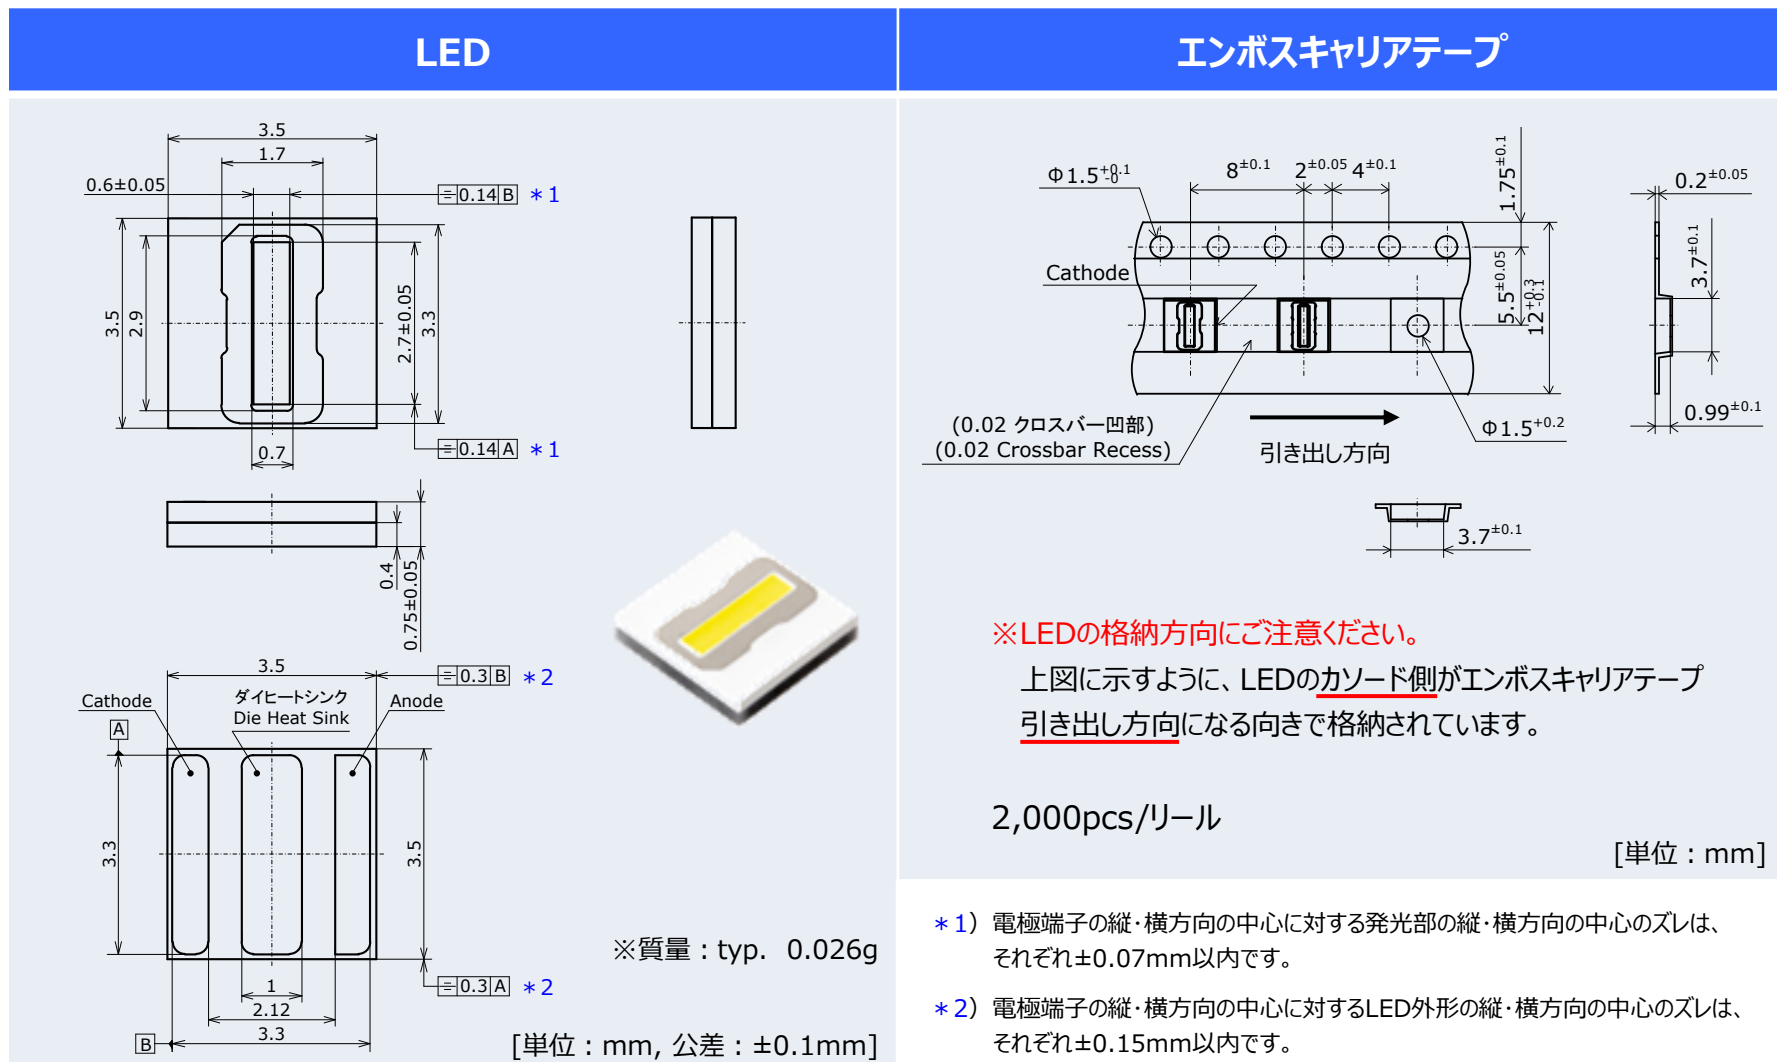 LED
エンボスキャリアテープ
3.5
1.7
0.6±0.05
=0.14 B ＊1
3.5
2.9
2.7±0.05
3.3
0.7
=0.14 A ＊1
0.4
0.75±0.05
3.5
=0.3 B ＊2
Cathode
ダイヒートシンク
Die Heat Sink
Anode
A
3.3
3.5
1
2.12
3.3
B
=0.3 A ＊2
※質量：typ. 0.026g
[単位：mm, 公差：±0.1mm]
Φ1.5+0.1 -0
8±0.1
2±0.05
4±0.1
1.75±0.1
0.2±0.05
Cathode
5.5±0.05
12+0.3 -0.1
3.7±0.1
0.99±0.1
(0.02 クロスバー凹部)
(0.02 Crossbar Recess)
引き出し方向
Φ1.5+0.2
3.7±0.1
※LEDの格納方向にご注意ください。
上図に示すように、LEDのカソード側がエンボスキャリアテープ
引き出し方向になる向きで格納されています。
2,000pcs/リール
[単位：mm]
＊1）電極端子の縦・横方向の中心に対する発光部の縦・横方向の中心のズレは、
それぞれ±0.07mm以内です。
＊2）電極端子の縦・横方向の中心に対するLED外形の縦・横方向の中心のズレは、
それぞれ±0.15mm以内です。